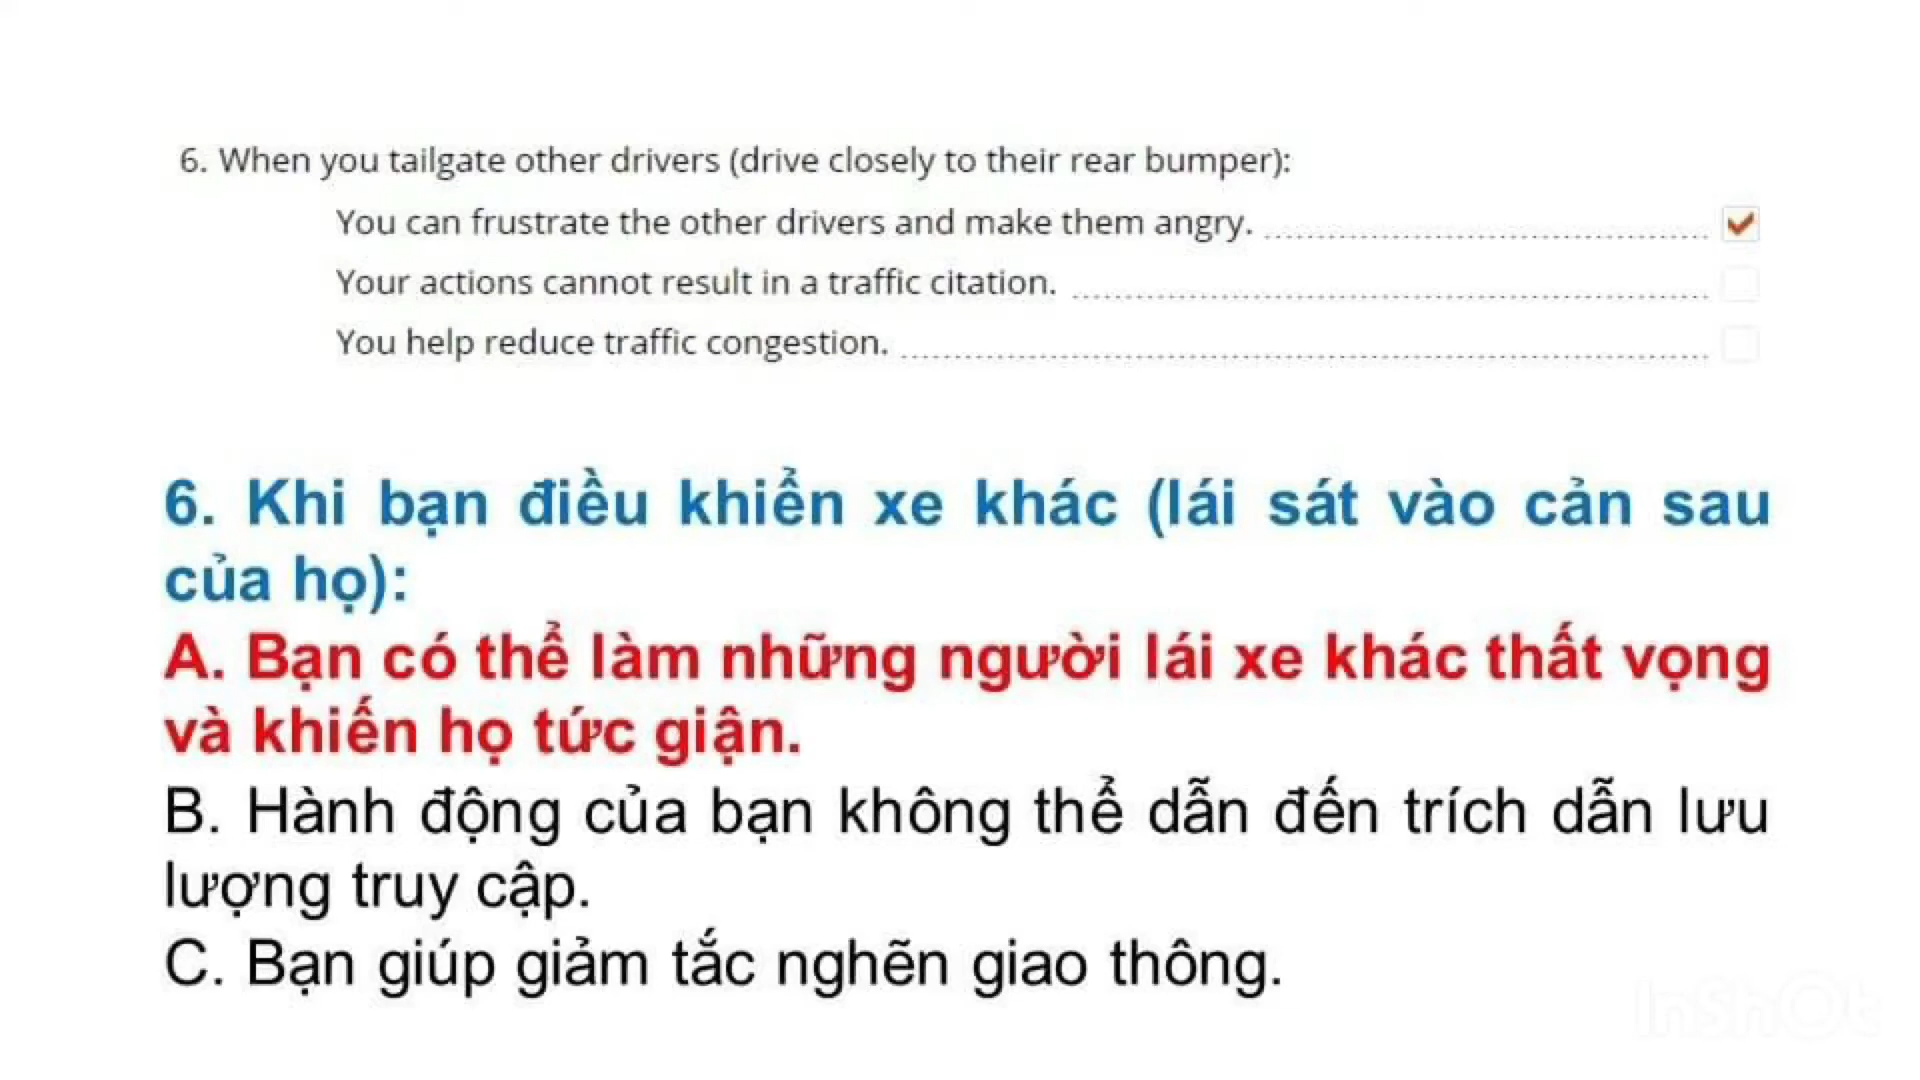 6. When you tailgate other drivers (drive closely to their rear bumper):
You can frustrate the other drivers and make them angry.
Your actions cannot result in a traffic citation.
You help reduce traffic congestion.
6. Khi bạn điều khiển xe khác (lái sát vào cản sau
của họ):
A. Bạn có thể làm những người lái xe khác thất vọng
và khiến họ tức giận.
B. Hành động của bạn không thể dẫn đến trích dẫn lưu
lượng truy cập.
C. Bạn giúp giảm tắc nghẽn giao thông.
InShOt